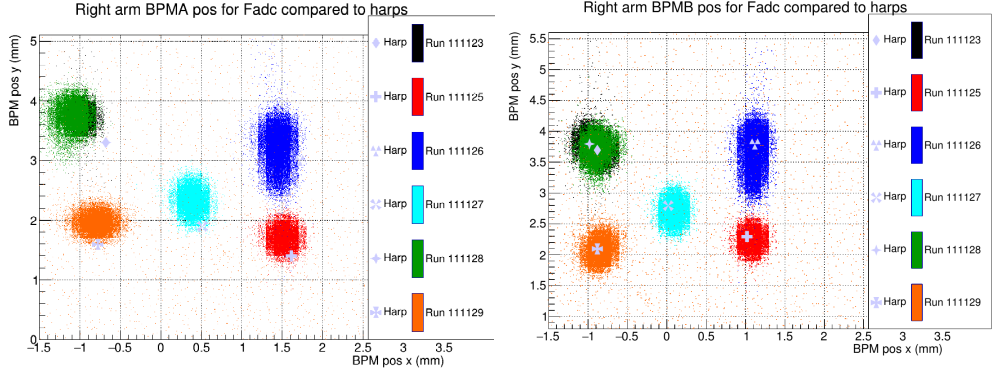 Right arm BPMA pos for Fadc compared to harps
BPM pos y (mm)
5
4
3
2
1
0
−1.5 −1 −0.5 0 0.5 1 1.5 2 2.5 3 3.5
BPM pos x (mm)
Harp Run 111123
Harp Run 111125
Harp Run 111126
Harp Run 111127
Harp Run 111128
Harp Run 111129
Right arm BPMB pos for Fadc compared to harps
BPM pos y (mm)
5.5
5
4.5
4
3.5
3
2.5
2
1.5
1
−1.5 −1 −0.5 0 0.5 1 1.5 2 2.5 3 3.5
BPM pos x (mm)
Harp Run 111123
Harp Run 111125
Harp Run 111126
Harp Run 111127
Harp Run 111128
Harp Run 111129